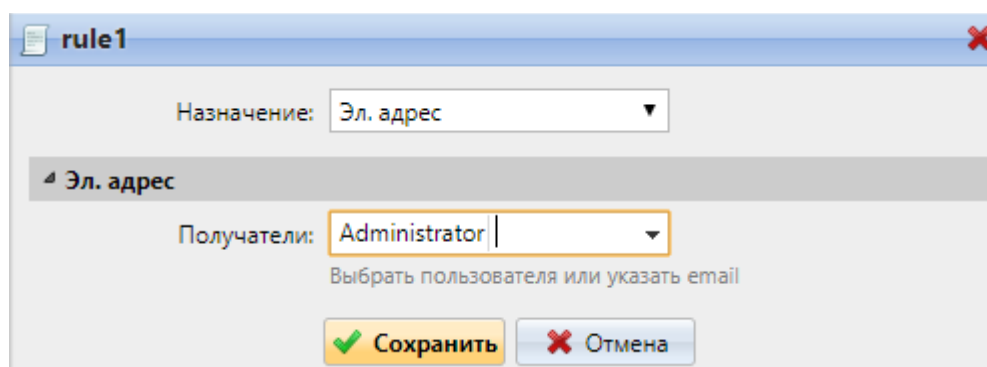 rule1
Назначение: Эл. адрес
Эл. адрес
Получатели: Administrator
Выбрать пользователя или указать email
Сохранить Отмена